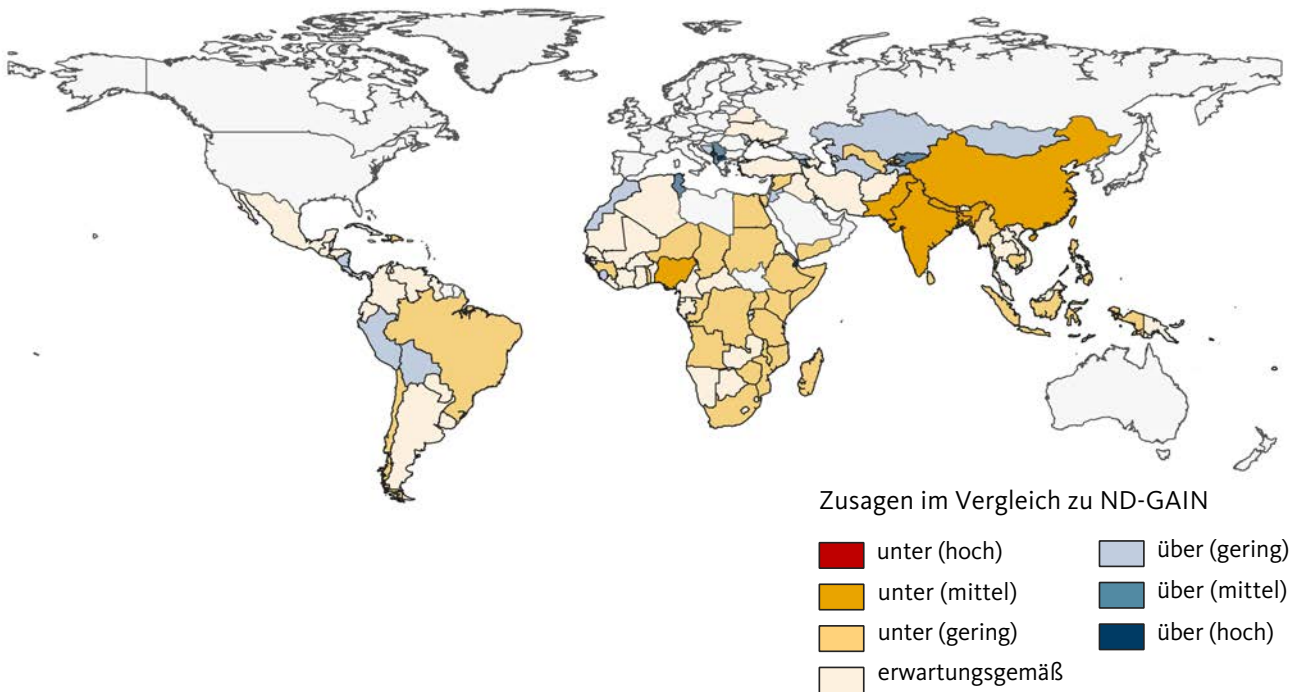 Zusagen im Vergleich zu ND-GAIN
unter (hoch)
unter (mittel)
unter (gering)
erwartungsgemäß
über (gering)
über (mittel)
über (hoch)